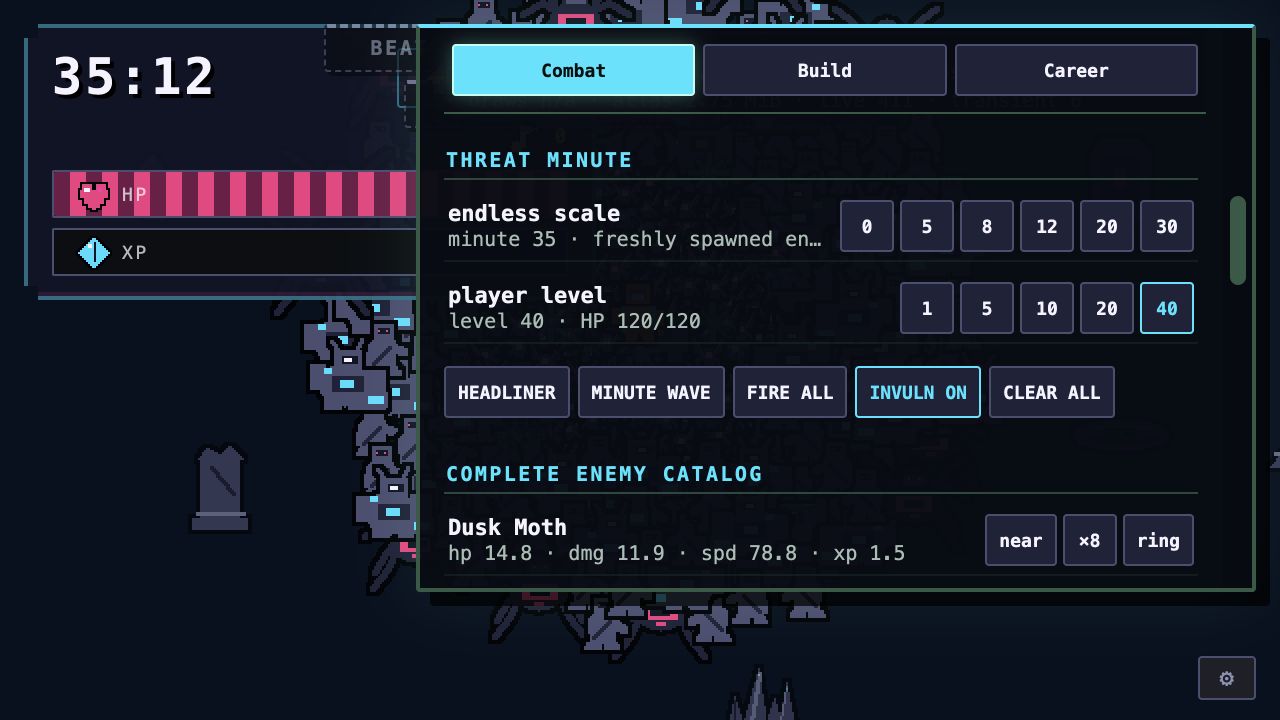 35:12
BEA
HP
XP
Combat
Build
Career
THREAT MINUTE
endless scale
minute 35 · freshly spawned en…
0
5
8
12
20
30
player level
level 40 · HP 120/120
1
5
10
20
40
HEADLINER
MINUTE WAVE
FIRE ALL
INVULN ON
CLEAR ALL
COMPLETE ENEMY CATALOG
Dusk Moth
hp 14.8 · dmg 11.9 · spd 78.8 · xp 1.5
near
×8
ring